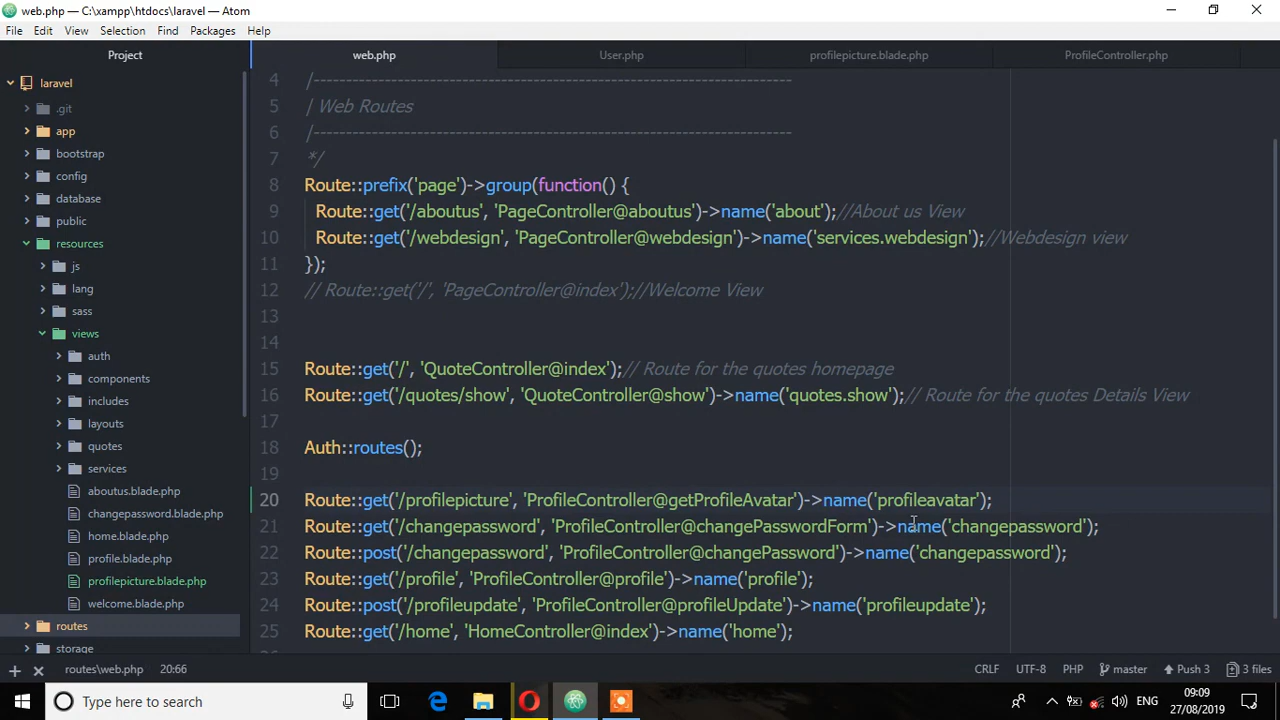 web.php — C:\xampp\htdocs\laravel — Atom
File Edit View Selection Find Packages Help
Project
web.php User.php profilepicture.blade.php ProfileController.php
laravel
.git
app
bootstrap
config
database
public
resources
js
lang
sass
views
auth
components
includes
layouts
quotes
services
aboutus.blade.php
changepassword.blade.php
home.blade.php
profile.blade.php
profilepicture.blade.php
welcome.blade.php
routes
storage
4 /--------------------------------------------------------------------------
5 | Web Routes
6 |--------------------------------------------------------------------------
7 */
8 Route::prefix('page')->group(function() {
9 Route::get('/aboutus', 'PageController@aboutus')->name('about');//About us View
10 Route::get('/webdesign', 'PageController@webdesign')->name('services.webdesign');//Webdesign view
11 });
12 // Route::get('/', 'PageController@index');//Welcome View
13
14
15 Route::get('/', 'QuoteController@index');// Route for the quotes homepage
16 Route::get('/quotes/show', 'QuoteController@show')->name('quotes.show');// Route for the quotes Details View
17
18 Auth::routes();
19
20 Route::get('/profilepicture', 'ProfileController@getProfileAvatar')->name('profileavatar');
21 Route::get('/changepassword', 'ProfileController@changePasswordForm')->name('changepassword');
22 Route::post('/changepassword', 'ProfileController@changePassword')->name('changepassword');
23 Route::get('/profile', 'ProfileController@profile')->name('profile');
24 Route::post('/profileupdate', 'ProfileController@profileUpdate')->name('profileupdate');
25 Route::get('/home', 'HomeController@index')->name('home');
routes\web.php 20:66 CRLF UTF-8 PHP master Push 3 3 files
Type here to search
ENG
09:09
27/08/2019